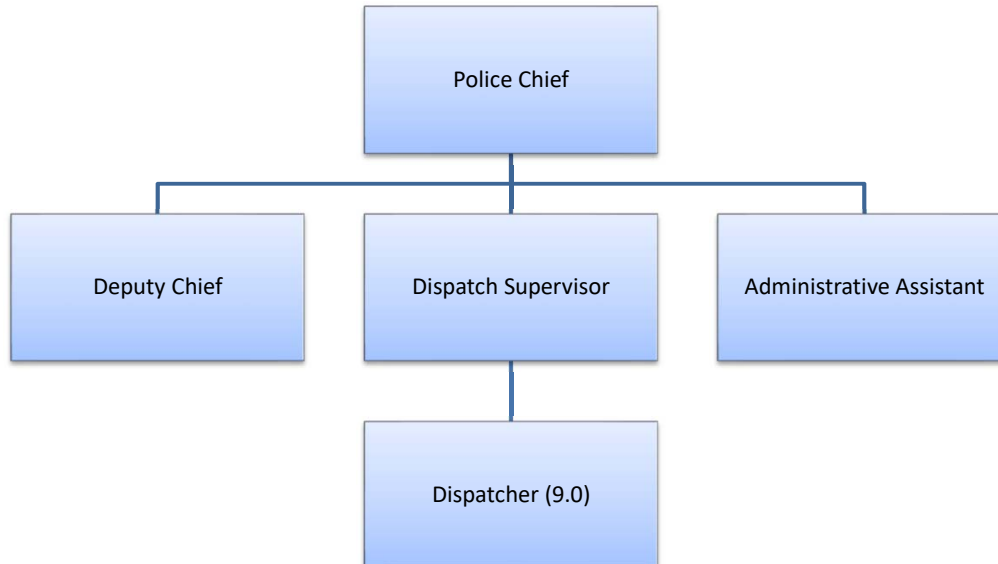 Police Chief
Deputy Chief
Dispatch Supervisor
Administrative Assistant
Dispatcher (9.0)